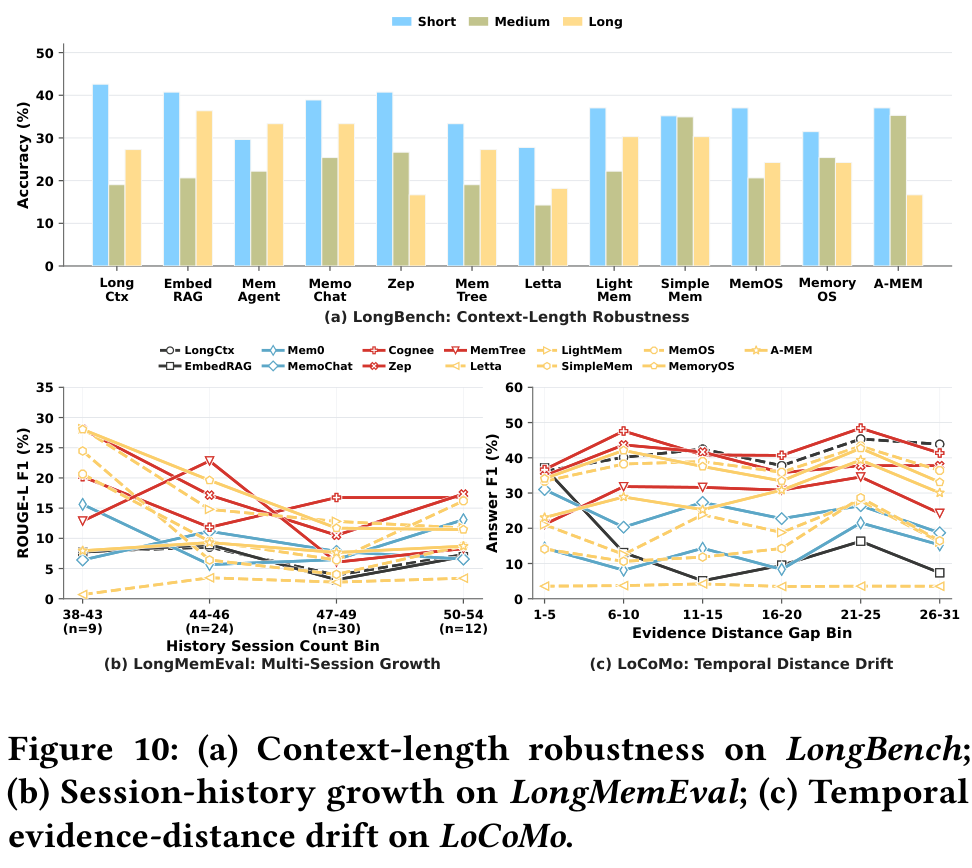 Short Medium Long
Accuracy (%)
50
40
30
20
10
0
Long Ctx
Embed RAG
Mem Agent
Memo Chat
Zep
Mem Tree
Letta
Light Mem
Simple Mem
MemOS
Memory OS
A-MEM
(a) LongBench: Context-Length Robustness
LongCtx Mem0 Cognee MemTree LightMem MemOS A-MEM
EmbedRAG MemoChat Zep Letta SimpleMem MemoryOS
ROUGE-L F1 (%)
35
30
25
20
15
10
5
0
38-43 44-46 47-49 50-54
(n=9) (n=24) (n=30) (n=12)
History Session Count Bin
(b) LongMemEval: Multi-Session Growth
Answer F1 (%)
60
50
40
30
20
10
0
1-5 6-10 11-15 16-20 21-25 26-31
Evidence Distance Gap Bin
(c) LoCoMo: Temporal Distance Drift
Figure 10: (a) Context-length robustness on LongBench;
(b) Session-history growth on LongMemEval; (c) Temporal
evidence-distance drift on LoCoMo.